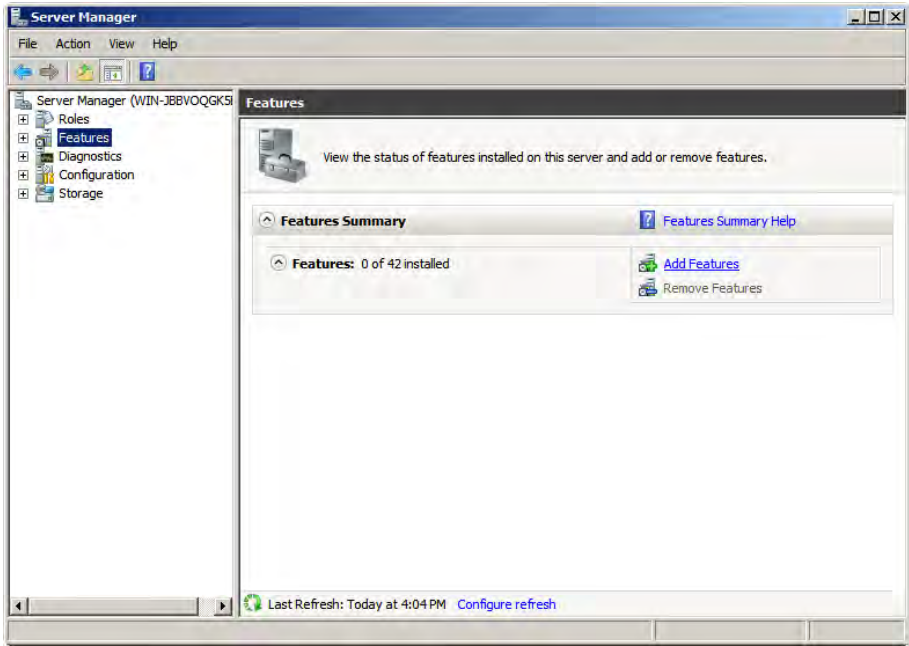 Server Manager
File Action View Help
Server Manager (WIN-JBBVOQGK5
Roles
Features
Diagnostics
Configuration
Storage
Features
View the status of features installed on this server and add or remove features.
Features Summary
Features Summary Help
Features: 0 of 42 installed
Add Features
Remove Features
Last Refresh: Today at 4:04 PM Configure refresh